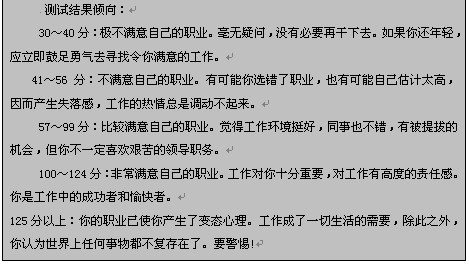 . 测试结果倾向：
30～40 分：极不满意自己的职业。毫无疑问，没有必要再干下去。如果你还年轻，
应立即鼓足勇气去寻找令你满意的工作。
41～56 分：不满意自己的职业。有可能你选错了职业，也有可能自己估计太高，
因而产生失落感，工作的热情总是调动不起来。
57～99 分：比较满意自己的职业。觉得工作环境挺好，同事也不错，有被提拔的
机会，但你不一定喜欢艰苦的领导职务。
100～124 分：非常满意自己的职业。工作对你十分重要，对工作有高度的责任感。
你是工作中的成功者和愉快者。
125 分以上：你的职业已使你产生了变态心理。工作成了一切生活的需要，除此之外，
你认为世界上任何事物都不复存在了。要警惕!